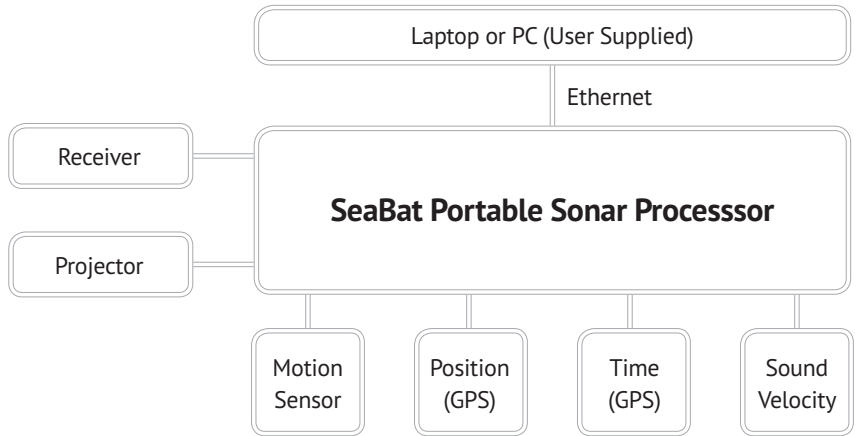 Laptop or PC (User Supplied)
Ethernet
Receiver
SeaBat Portable Sonar Processsor
Projector
Motion
Sensor
Position
(GPS)
Time
(GPS)
Sound
Velocity